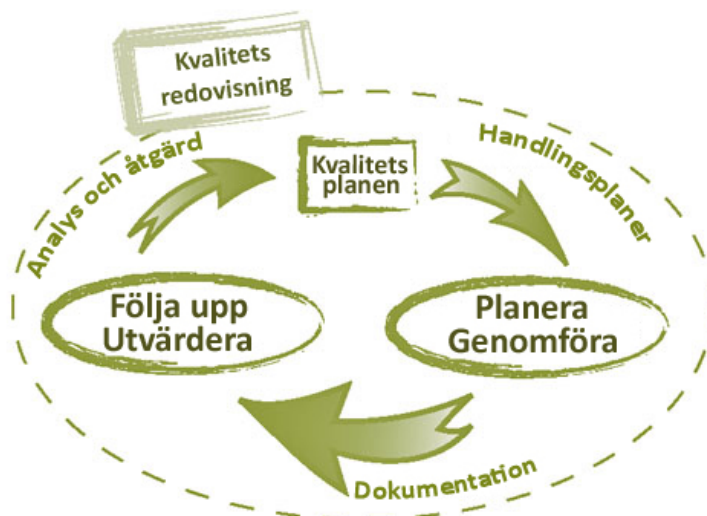 Kvalitets
redovisning
Analys och åtgärd
Kvalitets
planen
Handlingsplaner
Följa upp
Utvärdera
Planera
Genomföra
Dokumentation